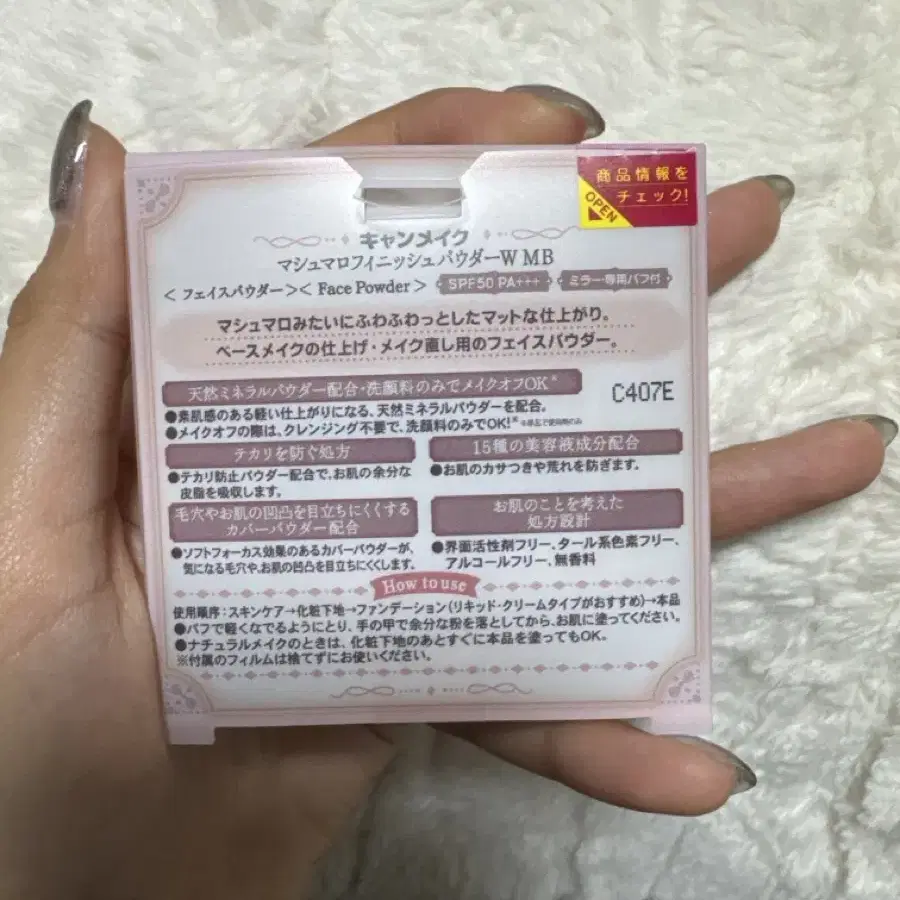 商品情報を
チェック!
OPEN
キャンメイク
マシュマロフィニッシュパウダーW MB
<フェイスパウダー>< Face Powder > SPF50 PA+++ ミラー・専用パフ付
マシュマロみたいにふわふわっとしたマットな仕上がり。
ベースメイクの仕上げ・メイク直し用のフェイスパウダー。
天然ミネラルパウダー配合・洗顔料のみでメイクオフOK*
C407E
●素肌感のある軽い仕上がりになる、天然ミネラルパウダーを配合。
●メイクオフの際は、クレンジング不要で、洗顔料のみでOK!* ※単品で使用時のみ
テカリを防ぐ処方
●テカリ防止パウダー配合で、お肌の余分な
皮脂を吸収します。
15種の美容液成分配合
●お肌のカサつきや荒れを防ぎます。
毛穴やお肌の凹凸を目立ちにくくする
カバーパウダー配合
●ソフトフォーカス効果のあるカバーパウダーが、
気になる毛穴や、お肌の凹凸を目立ちにくくします。
お肌のことを考えた
処方設計
●界面活性剤フリー、タール系色素フリー、
アルコールフリー、無香料
How to use
使用順序:スキンケア→化粧下地→ファンデーション(リキッド・クリームタイプがおすすめ)→本品
●パフで軽くなでるようにとり、手の甲で余分な粉を落としてから、お肌に塗ってください。
●ナチュラルメイクのときは、化粧下地のあとすぐに本品を塗ってもOK。
※付属のフィルムは捨てずにお使いください。